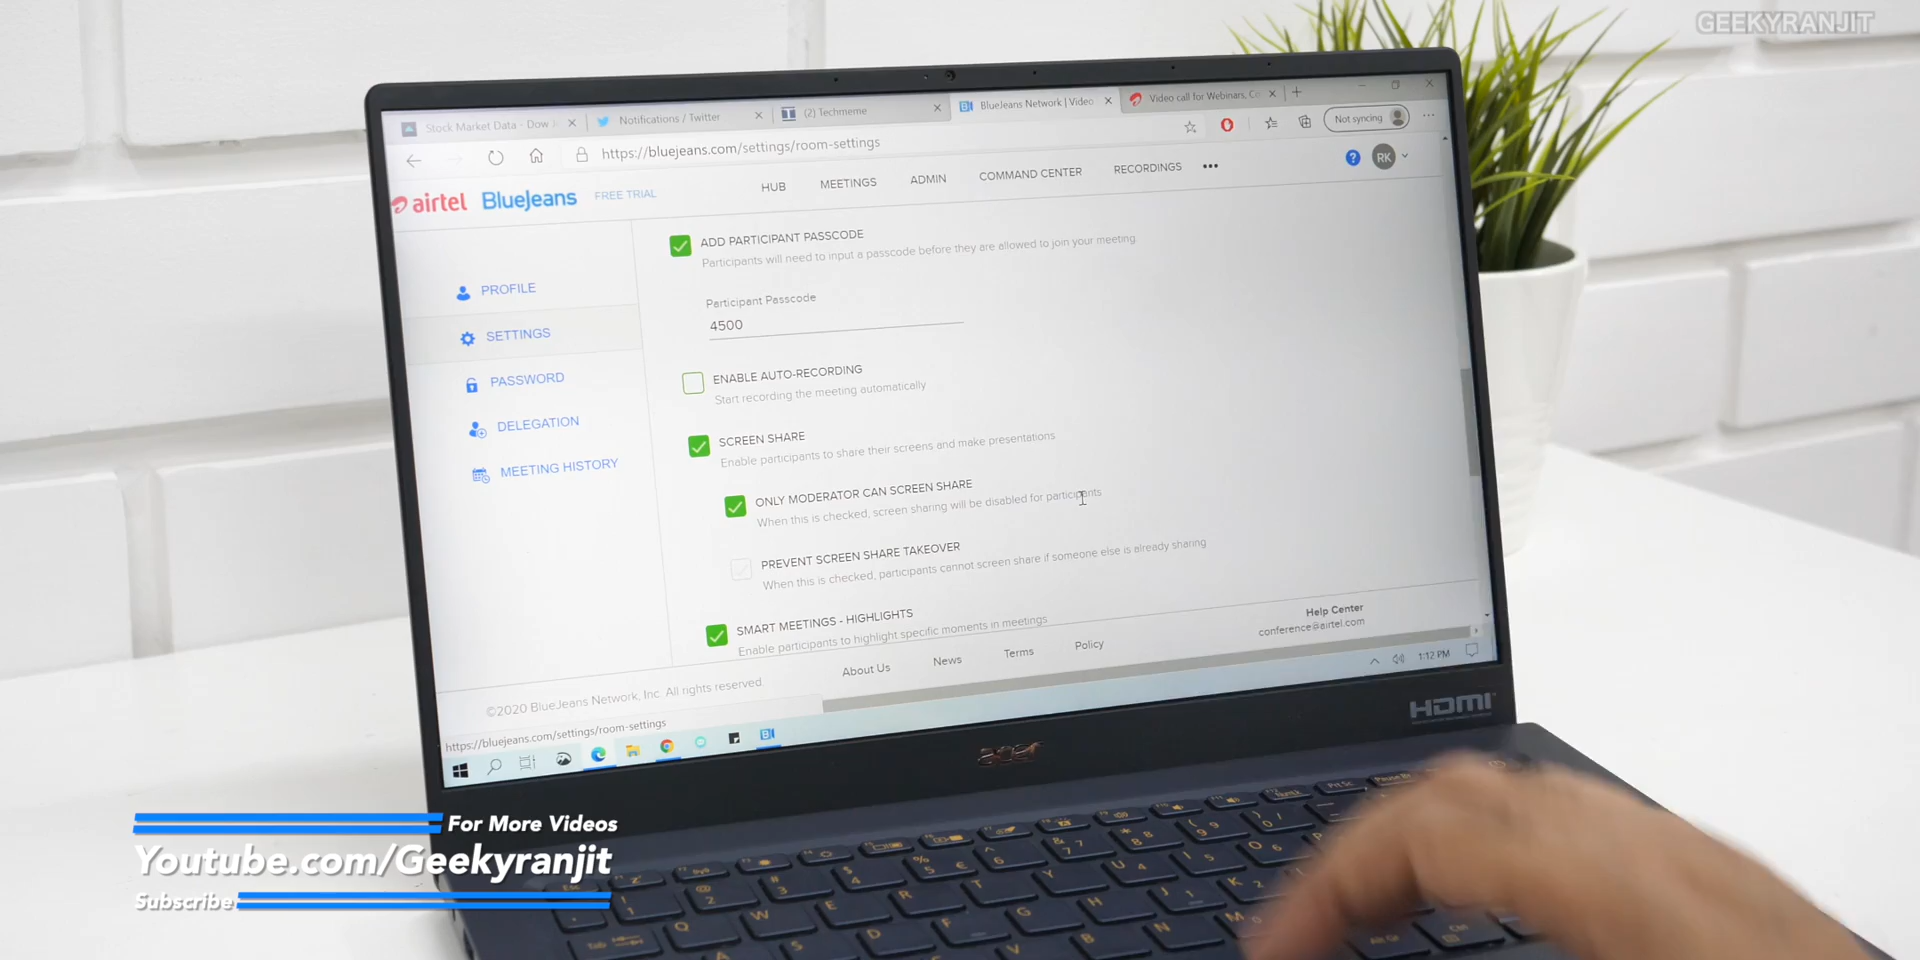 GEEKYRANJIT
Stock Market Data - Dow J
Notifications / Twitter
(2) Techmeme
BlueJeans Network | Video
Video call for Webinars, Co
https://bluejeans.com/settings/room-settings
Not syncing
airtel BlueJeans FREE TRIAL
HUB MEETINGS ADMIN COMMAND CENTER RECORDINGS
? RK
PROFILE
SETTINGS
PASSWORD
DELEGATION
MEETING HISTORY
ADD PARTICIPANT PASSCODE
Participants will need to input a passcode before they are allowed to join your meeting.
Participant Passcode
4500
ENABLE AUTO-RECORDING
Start recording the meeting automatically
SCREEN SHARE
Enable participants to share their screens and make presentations
ONLY MODERATOR CAN SCREEN SHARE
When this is checked, screen sharing will be disabled for participants
PREVENT SCREEN SHARE TAKEOVER
When this is checked, participants cannot screen share if someone else is already sharing
SMART MEETINGS - HIGHLIGHTS
Enable participants to highlight specific moments in meetings
Help Center
conference@airtel.com
©2020 BlueJeans Network, Inc. All rights reserved.
About Us News Terms Policy
https://bluejeans.com/settings/room-settings
1:12 PM
HDMI
acer
For More Videos
Youtube.com/Geekyranjit
Subscribe